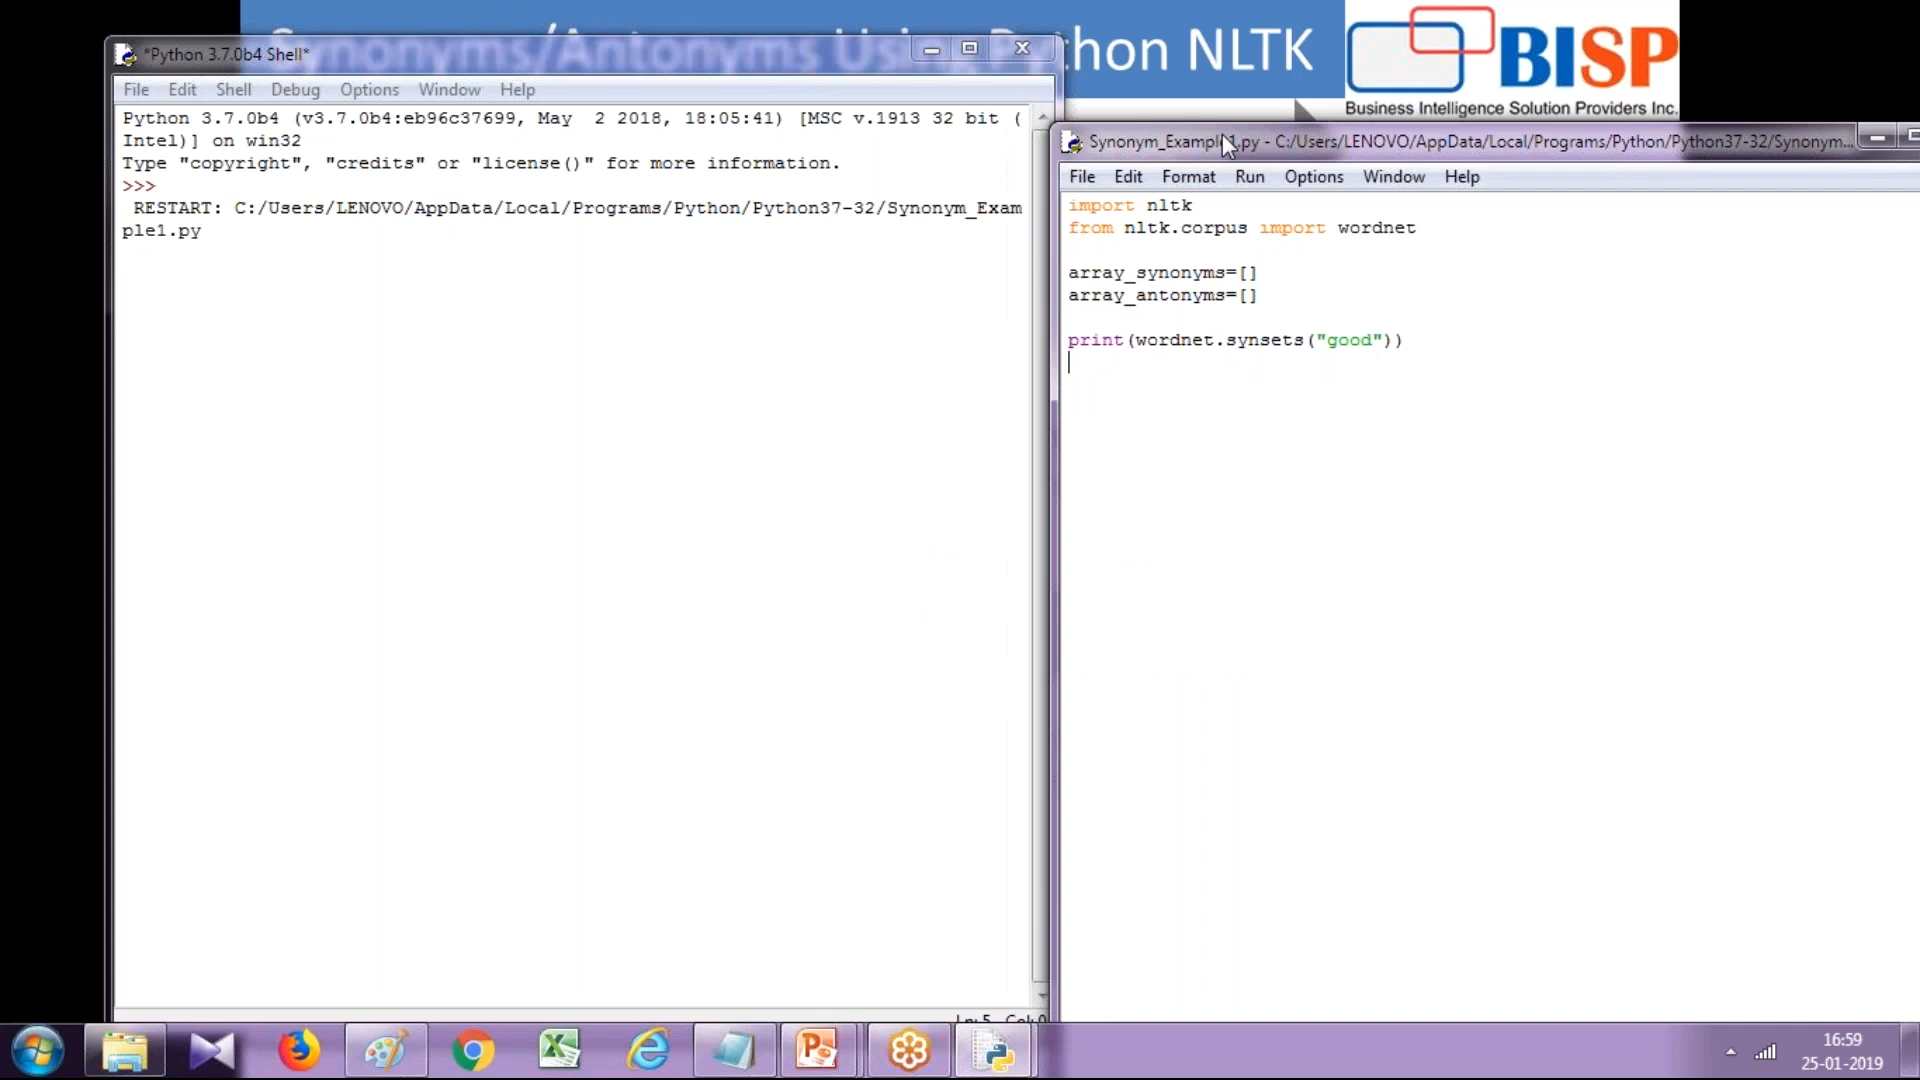 Synonyms/Antonyms Using Python NLTK
BISP
Business Intelligence Solution Providers Inc.
*Python 3.7.0b4 Shell*
File Edit Shell Debug Options Window Help
Python 3.7.0b4 (v3.7.0b4:eb96c37699, May  2 2018, 18:05:41) [MSC v.1913 32 bit (
Intel)] on win32
Type "copyright", "credits" or "license()" for more information.
>>>
 RESTART: C:/Users/LENOVO/AppData/Local/Programs/Python/Python37-32/Synonym_Exam
ple1.py
Synonym_Example1.py - C:/Users/LENOVO/AppData/Local/Programs/Python/Python37-32/Synonym...
File Edit Format Run Options Window Help
import nltk
from nltk.corpus import wordnet
array_synonyms=[]
array_antonyms=[]
print(wordnet.synsets("good"))
Ln: 5 Col: 0
16:59
25-01-2019